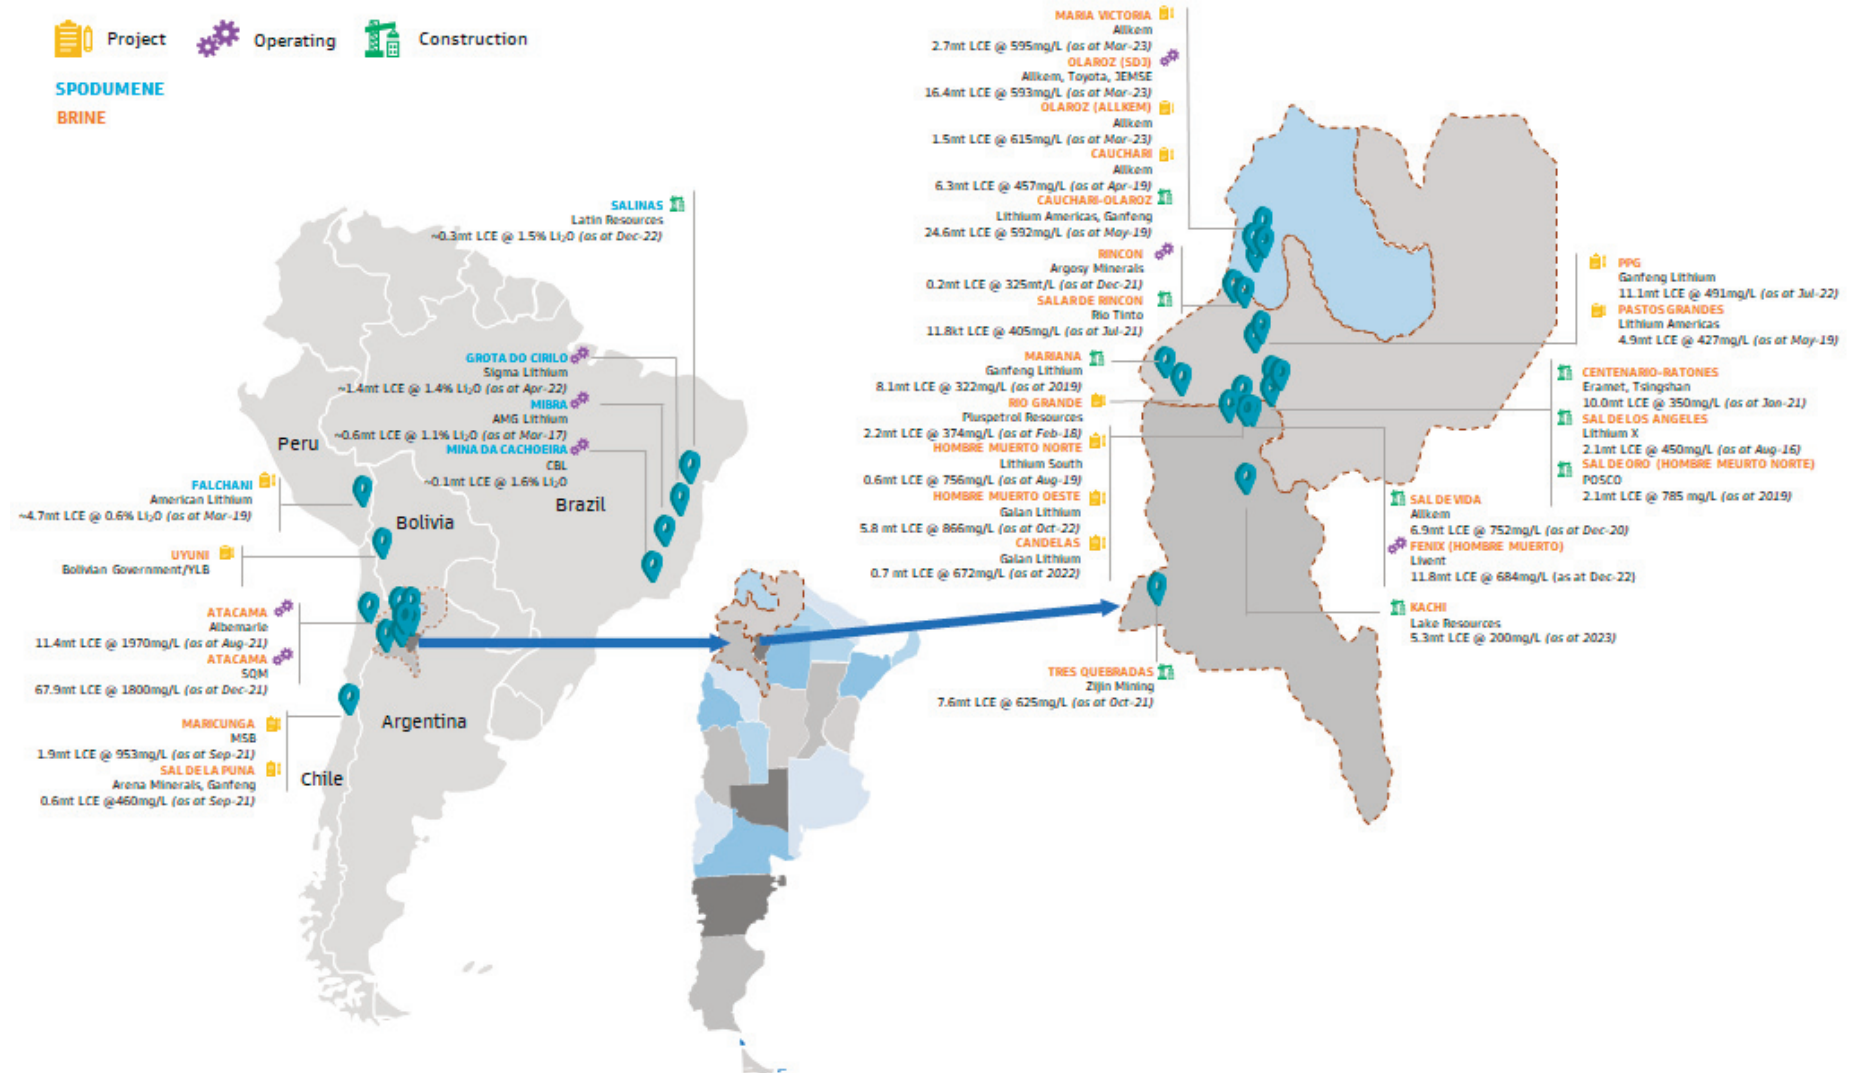 Project
Operating
Construction
SPODUMENE
BRINE
SALINAS
Latin Resources
~0.3mt LCE @ 1.5% Li₂O (as at Dec-22)
GROTA DO CIRILO
Sigma Lithium
~1.4mt LCE @ 1.4% Li₂O (as at Apr-22)
MIBRA
AMG Lithium
~0.6mt LCE @ 1.1% Li₂O (as at Mar-17)
MINA DA CACHOEIRA
CBL
~0.1mt LCE @ 1.6% Li₂O
Peru
Bolivia
Brazil
Argentina
Chile
FALCHANI
American Lithium
~4.7mt LCE @ 0.6% Li₂O (as at Mar-19)
UYUNI
Bolivian Government/YLB
ATACAMA
Albemarle
11.4mt LCE @ 1970mg/L (as at Aug-21)
ATACAMA
SQM
67.9mt LCE @ 1800mg/L (as at Dec-21)
MARICUNGA
MSB
1.9mt LCE @ 953mg/L (as at Sep-21)
SAL DE LA PUNA
Arena Minerals, Ganfeng
0.6mt LCE @460mg/L (as at Sep-21)
MARIA VICTORIA
Allkem
2.7mt LCE @ 595mg/L (as at Mar-23)
OLAROZ (SDJ)
Allkem, Toyota, JEMSE
16.4mt LCE @ 593mg/L (as at Mar-23)
OLAROZ (ALLKEM)
Allkem
1.5mt LCE @ 615mg/L (as at Mar-23)
CAUCHARI
Allkem
6.3mt LCE @ 457mg/L (as at Apr-19)
CAUCHARI-OLAROZ
Lithium Americas, Ganfeng
24.6mt LCE @ 592mg/L (as at May-19)
RINCON
Argosy Minerals
0.2mt LCE @ 325mt/L (as at Dec-21)
SALAR DE RINCON
Rio Tinto
11.8kt LCE @ 405mg/L (as at Jul-21)
MARIANA
Ganfeng Lithium
8.1mt LCE @ 322mg/L (as at 2019)
RIO GRANDE
Pluspetrol Resources
2.2mt LCE @ 374mg/L (as at Feb-18)
HOMBRE MUERTO NORTE
Lithium South
0.6mt LCE @ 756mg/L (as at Aug-19)
HOMBRE MUERTO OESTE
Galan Lithium
5.8 mt LCE @ 866mg/L (as at Oct-22)
CANDELAS
Galan Lithium
0.7 mt LCE @ 672mg/L (as at 2022)
TRES QUEBRADAS
Zijin Mining
7.6mt LCE @ 625mg/L (as at Oct-21)
PPG
Ganfeng Lithium
11.1mt LCE @ 491mg/L (as at Jul-22)
PASTOS GRANDES
Lithium Americas
4.9mt LCE @ 427mg/L (as at May-19)
CENTENARIO-RATONES
Eramet, Tsingshan
10.0mt LCE @ 350mg/L (as at Jan-21)
SAL DE LOS ANGELES
Lithium X
2.1mt LCE @ 450mg/L (as at Aug-16)
SAL DE ORO (HOMBRE MEURTO NORTE)
POSCO
2.1mt LCE @ 785 mg/L (as at 2019)
SAL DE VIDA
Allkem
6.9mt LCE @ 752mg/L (as at Dec-20)
FENIX (HOMBRE MUERTO)
Livent
11.8mt LCE @ 684mg/L (as at Dec-22)
KACHI
Lake Resources
5.3mt LCE @ 200mg/L (as at 2023)